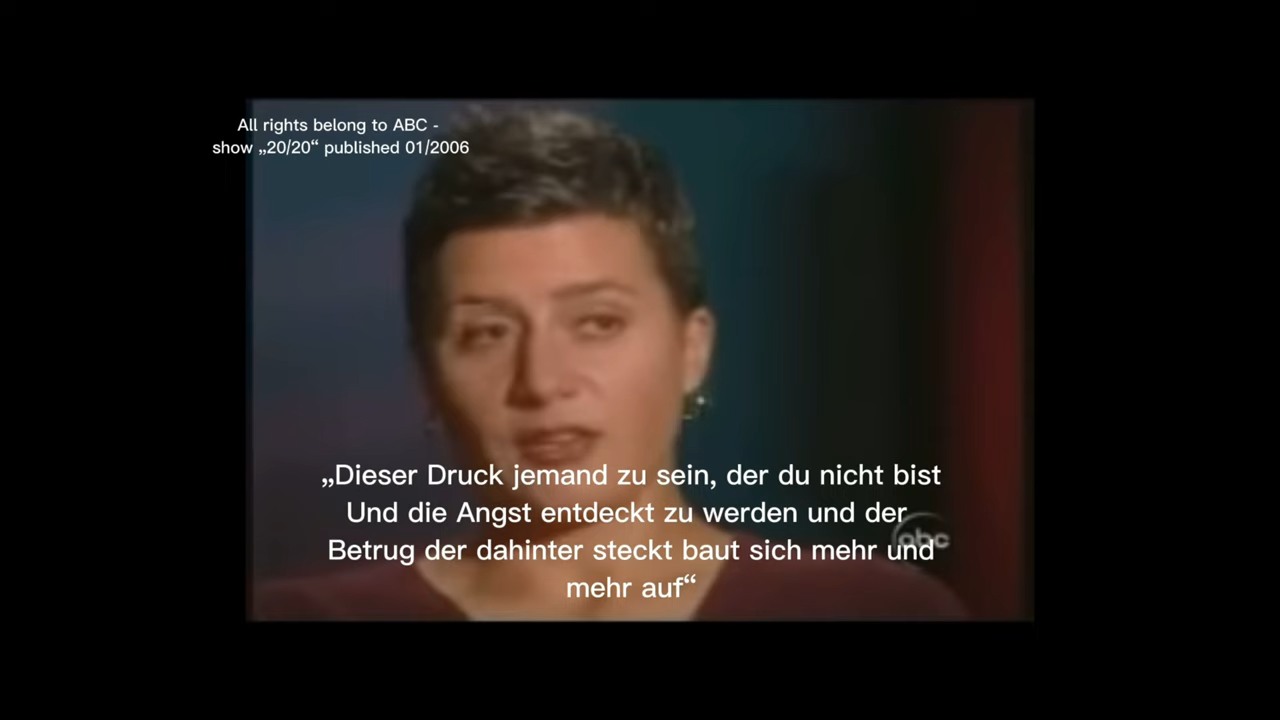 All rights belong to ABC -
show „20/20“ published 01/2006
„Dieser Druck jemand zu sein, der du nicht bist
Und die Angst entdeckt zu werden und der
abc
Betrug der dahinter steckt baut sich mehr und
mehr auf“